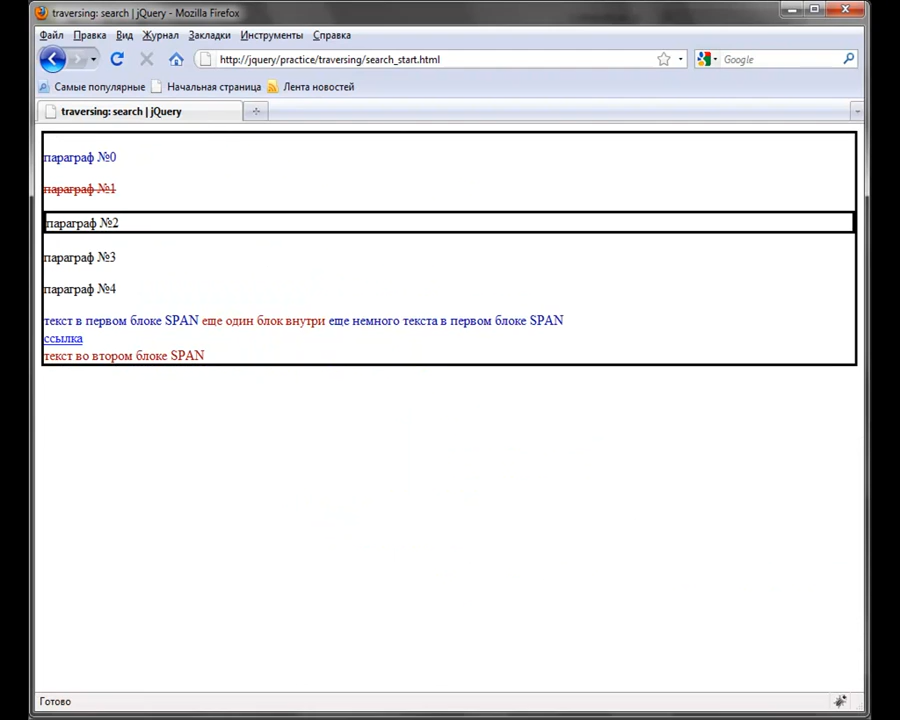 traversing: search | jQuery - Mozilla Firefox
Файл Правка Вид Журнал Закладки Инструменты Справка
http://jquery/practice/traversing/search_start.html Google
Самые популярные Начальная страница Лента новостей
traversing: search | jQuery
параграф №0
параграф №1
параграф №2
параграф №3
параграф №4
текст в первом блоке SPAN еще один блок внутри еще немного текста в первом блоке SPAN
ссылка
текст во втором блоке SPAN
Готово